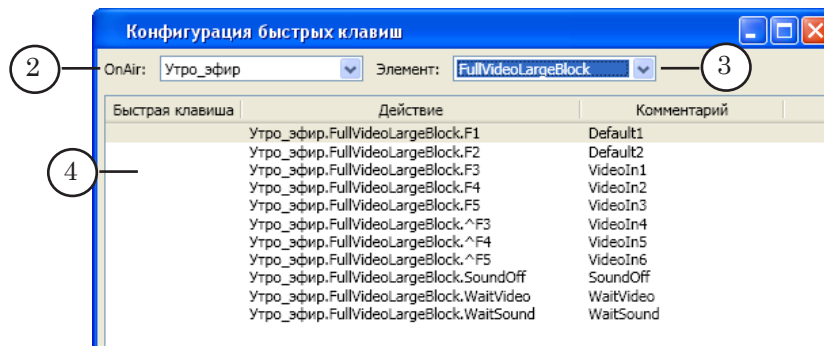 Конфигурация быстрых клавиш
2 OnAir: Утро_эфир Элемент: FullVideoLargeBlock 3
Быстрая клавиша Действие Комментарий
Утро_эфир.FullVideoLargeBlock.F1 Default1
Утро_эфир.FullVideoLargeBlock.F2 Default2
4 Утро_эфир.FullVideoLargeBlock.F3 VideoIn1
Утро_эфир.FullVideoLargeBlock.F4 VideoIn2
Утро_эфир.FullVideoLargeBlock.F5 VideoIn3
Утро_эфир.FullVideoLargeBlock.^F3 VideoIn4
Утро_эфир.FullVideoLargeBlock.^F4 VideoIn5
Утро_эфир.FullVideoLargeBlock.^F5 VideoIn6
Утро_эфир.FullVideoLargeBlock.SoundOff SoundOff
Утро_эфир.FullVideoLargeBlock.WaitVideo WaitVideo
Утро_эфир.FullVideoLargeBlock.WaitSound WaitSound